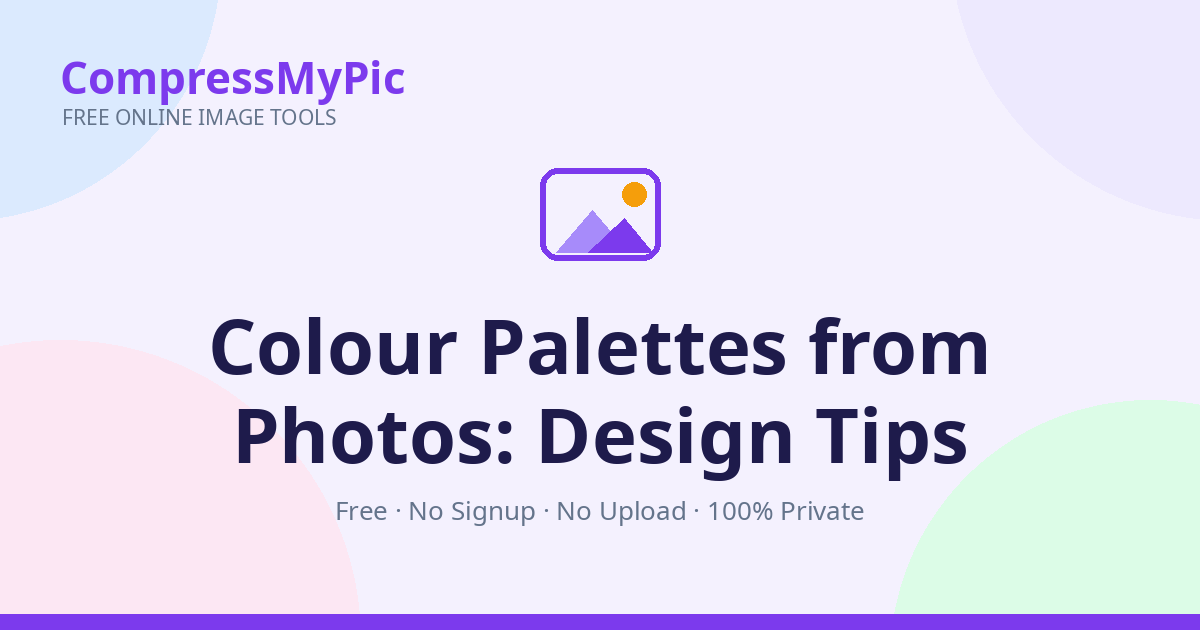 CompressMyPic
FREE ONLINE IMAGE TOOLS
Colour Palettes from
Photos: Design Tips
Free · No Signup · No Upload · 100% Private